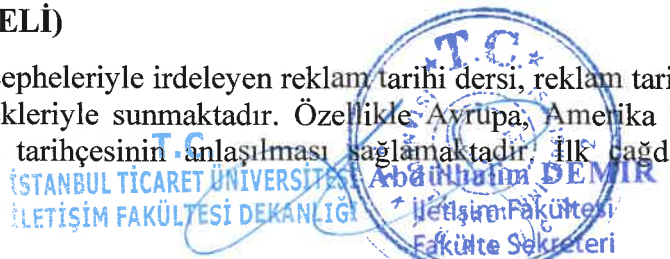 ELİ)
epheleriyle irdeleyen reklam tarihi dersi, reklam tari
kleriyle sunmaktadır. Özellikle Avrupa, Amerika
tarihçesinin anlaşılması sağlamaktadır. İlk çağd
T.C.
İSTANBUL TİCARET ÜNİVERSİTESİ
İLETİŞİM FAKÜLTESİ DEKANLIĞI
T.C.
Abdülhalim DEMİR
İletişim Fakültesi
Fakülte Sekreteri